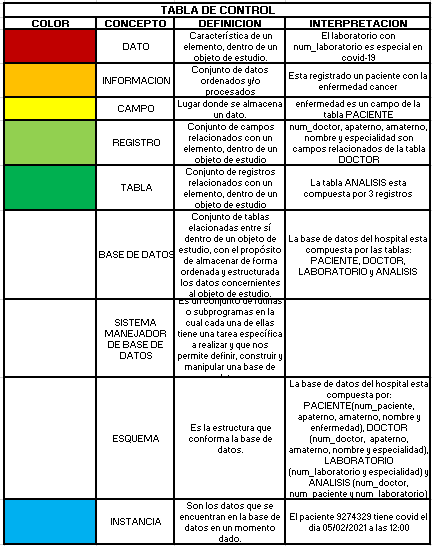 TABLA DE CONTROL
COLOR CONCEPTO DEFINICION INTERPRETACION
DATO
Característica de un
elemento, dentro de un
objeto de estudio.
El laboratorio con
num_laboratorio es especial en
covid-19
INFORMACION
Conjunto de datos
ordenados y/o
procesados
Esta registrado un paciente con la
enfermedad cancer
CAMPO
Lugar donde se almacena
un dato.
enfermedad es un campo de la
tabla PACIENTE
REGISTRO
Conjunto de campos
relacionados con un
elemento, dentro de un
objeto de estudio
num_doctor, apaterno, amaterno,
nombre y especialidad son
campos relacionados de la tabla
DOCTOR
TABLA
Conjunto de registros
relacionados con un
elemento, dentro de un
objeto de estudio
La tabla ANALISIS esta
compuesta por 3 registros
BASE DE DATOS
Conjunto de tablas
elacionadas entre sí
dentro de un objeto de
estudio, con el propósito
de almacenar de forma
ordenada y estructurada
los datos concernientes
al objeto de estudio.
La base de datos del hospital esta
compuesta por las tablas:
PACIENTE, DOCTOR,
LABORATORIO y ANALISIS
SISTEMA
MANEJADOR
DE BASE DE
DATOS
Es un conjunto de rutinas
o subprogramas en la
cual cada una de ellas
tiene una tarea específica
a realizar y que nos
permite definir, construir y
manipular una base de
ESQUEMA
Es la estructura que
conforma la base de
datos.
La base de datos del hospital esta
compuesta por:
PACIENTE(num_paciente,
apaterno, amaterno, nombre y
enfermedad), DOCTOR
(num_doctor, apaterno,
amaterno, nombre y especialidad),
LABORATORIO
(num_laboratorio y especialidad) y
ANALISIS (num_doctor,
num_paciente y num_laboratorio)
INSTANCIA
Son los datos que se
encuentran en la base de
datos en un momento
dado.
El paciente 9274329 tiene covid el
dia 05/02/2021 a las 12:00